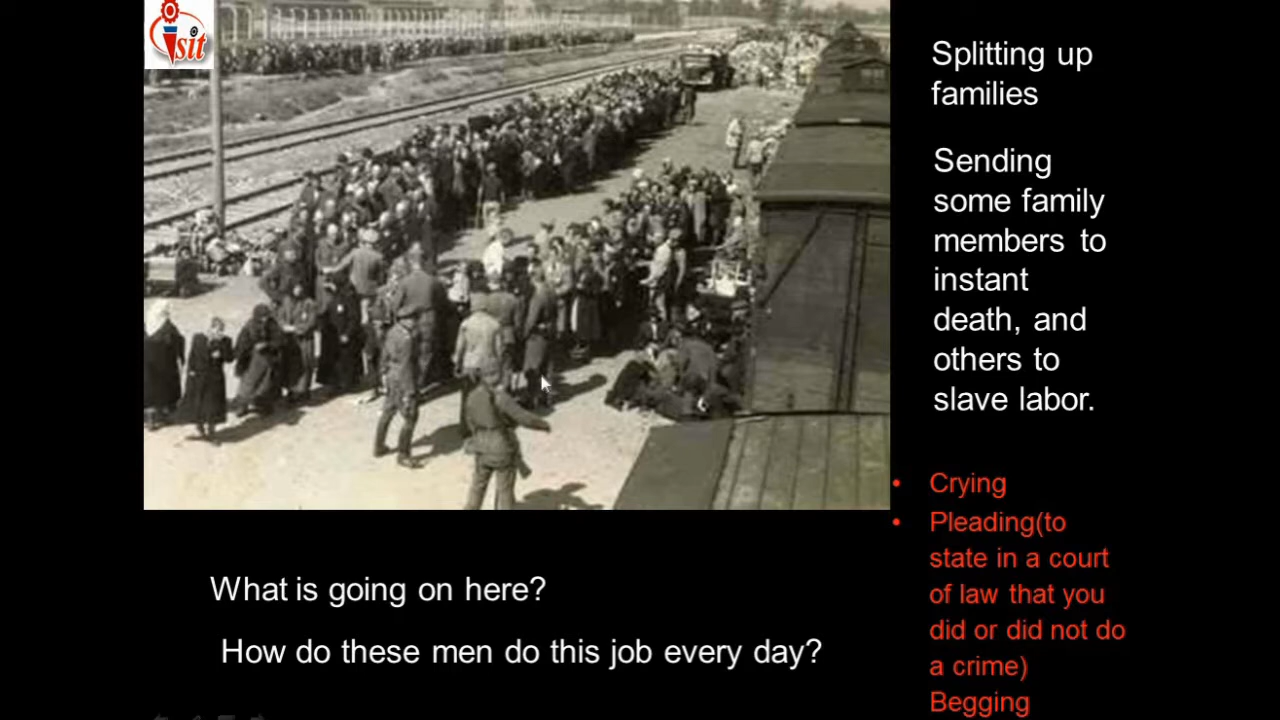 isit
Splitting up
families
Sending
some family
members to
instant
death, and
others to
slave labor.
• Crying
• Pleading(to
state in a court
of law that you
did or did not do
a crime)
Begging
What is going on here?
How do these men do this job every day?